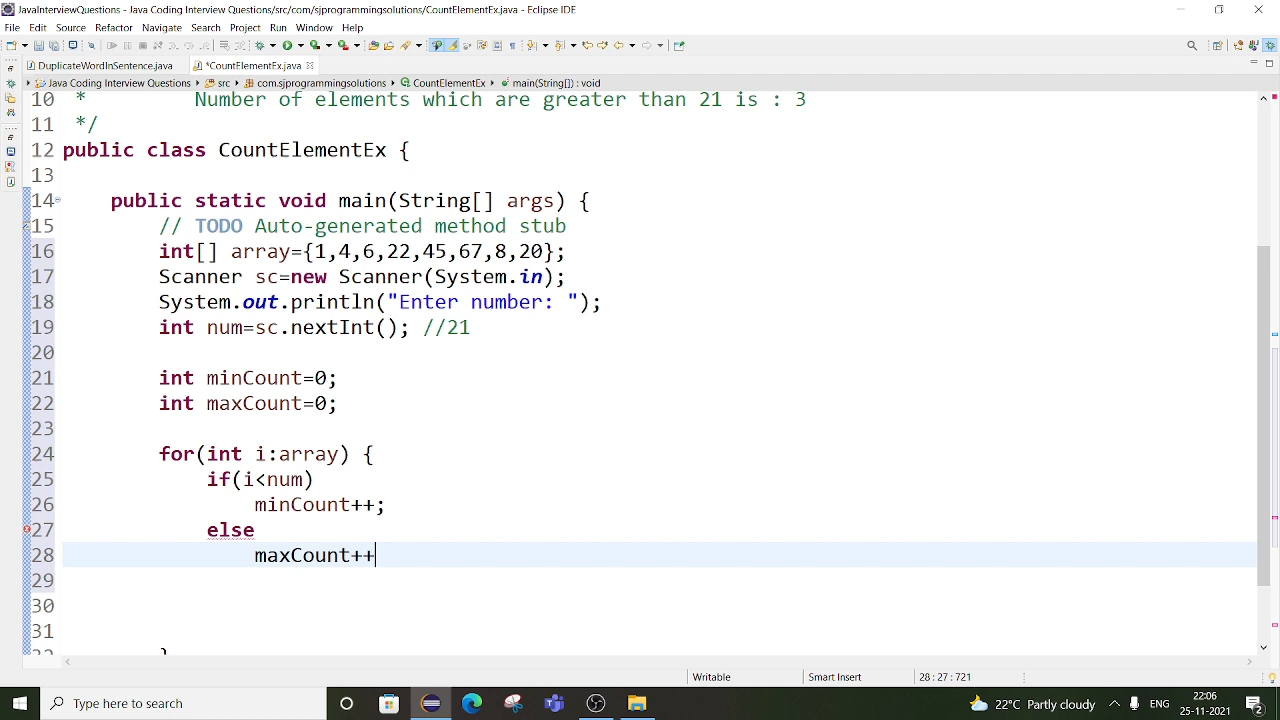 JavaInterviewQuestions - Java Coding Interview Questions/src/com/sjprogrammingsolutions/CountElementEx.java - Eclipse IDE
File Edit Source Refactor Navigate Search Project Run Window Help
DuplicateWordInSentence.java *CountElementEx.java
Java Coding Interview Questions src com.sjprogrammingsolutions CountElementEx main(String[]) : void
10 * Number of elements which are greater than 21 is : 3
11 */
12 public class CountElementEx {
13
14 public static void main(String[] args) {
15 // TODO Auto-generated method stub
16 int[] array={1,4,6,22,45,67,8,20};
17 Scanner sc=new Scanner(System.in);
18 System.out.println("Enter number: ");
19 int num=sc.nextInt(); //21
20
21 int minCount=0;
22 int maxCount=0;
23
24 for(int i:array) {
25 if(i<num)
26 minCount++;
27 else
28 maxCount++
29
30
31
32 }
Writable Smart Insert 28 : 27 : 721
Type here to search 22°C Partly cloudy ENG 22:06
25-11-2021 2